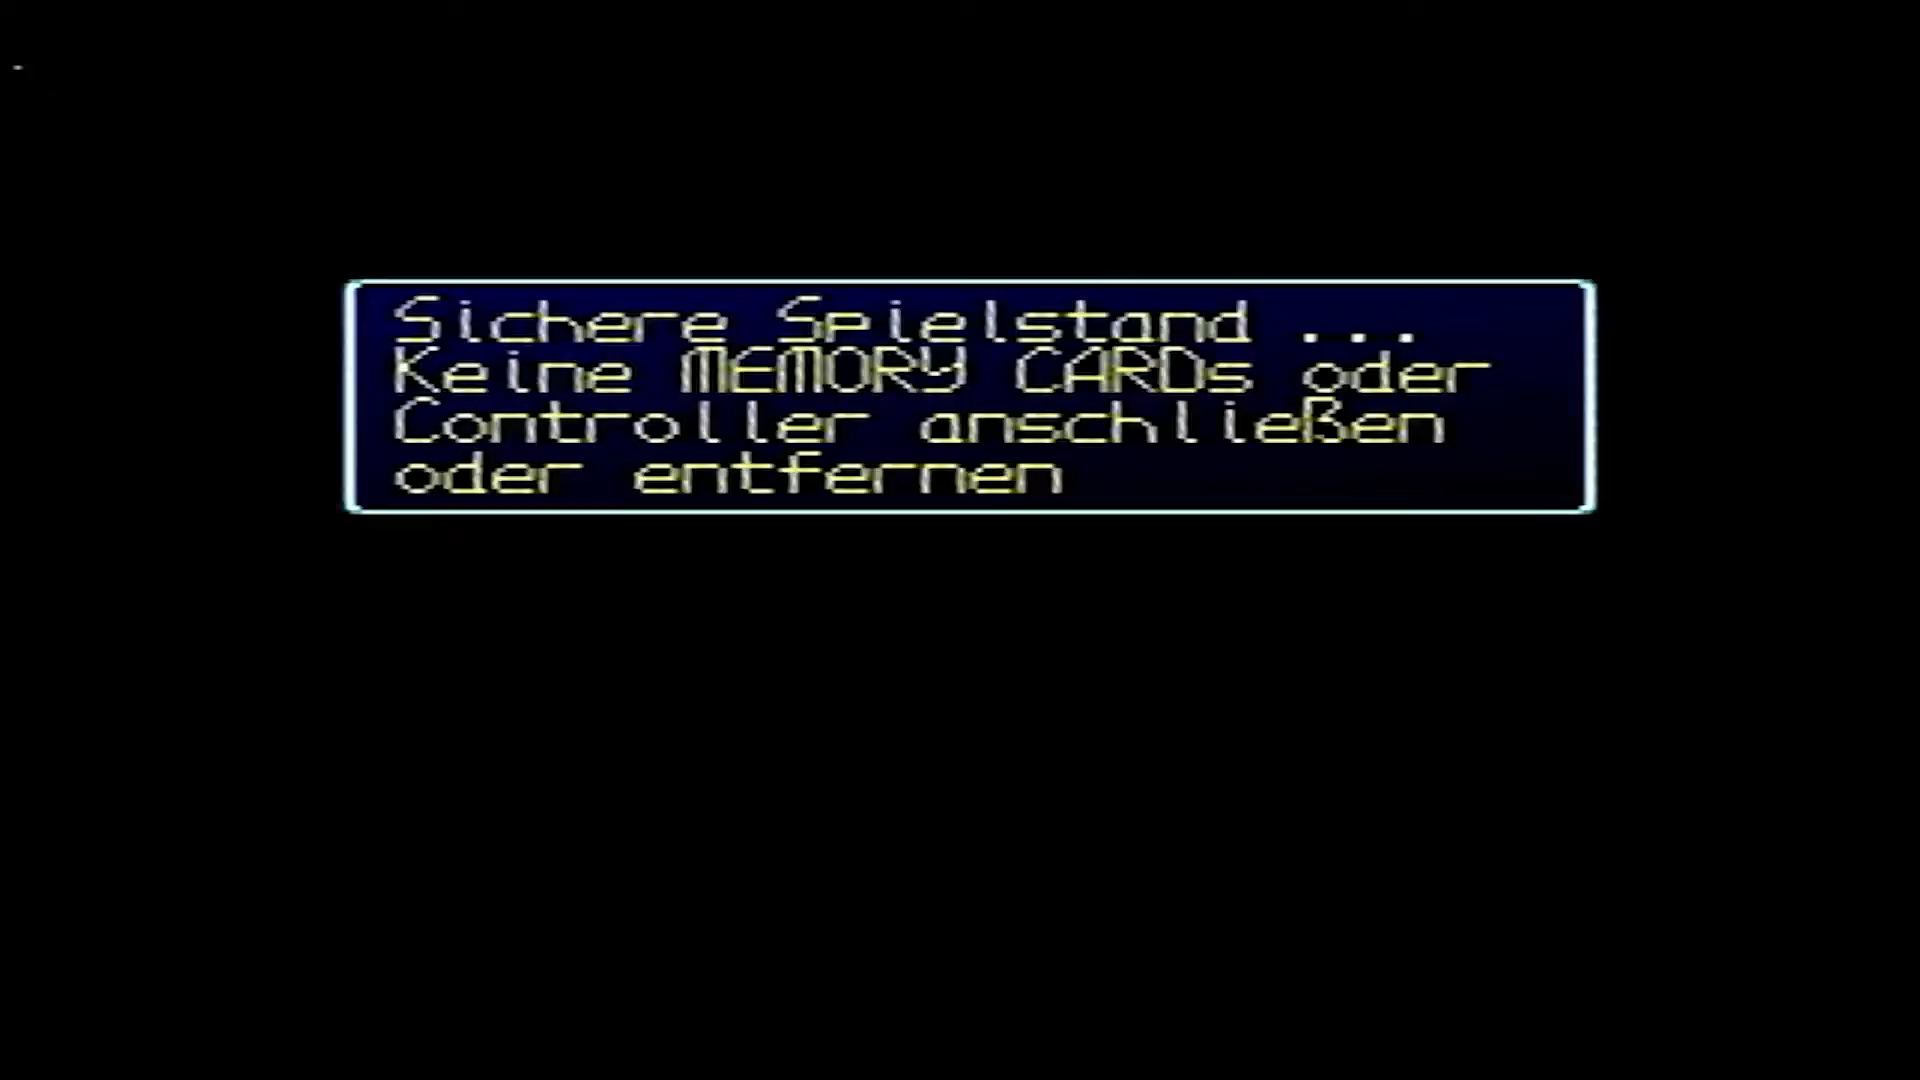 Sichere Spielstand ...
Keine MEMORY CARDs oder
Controller anschließen
oder entfernen